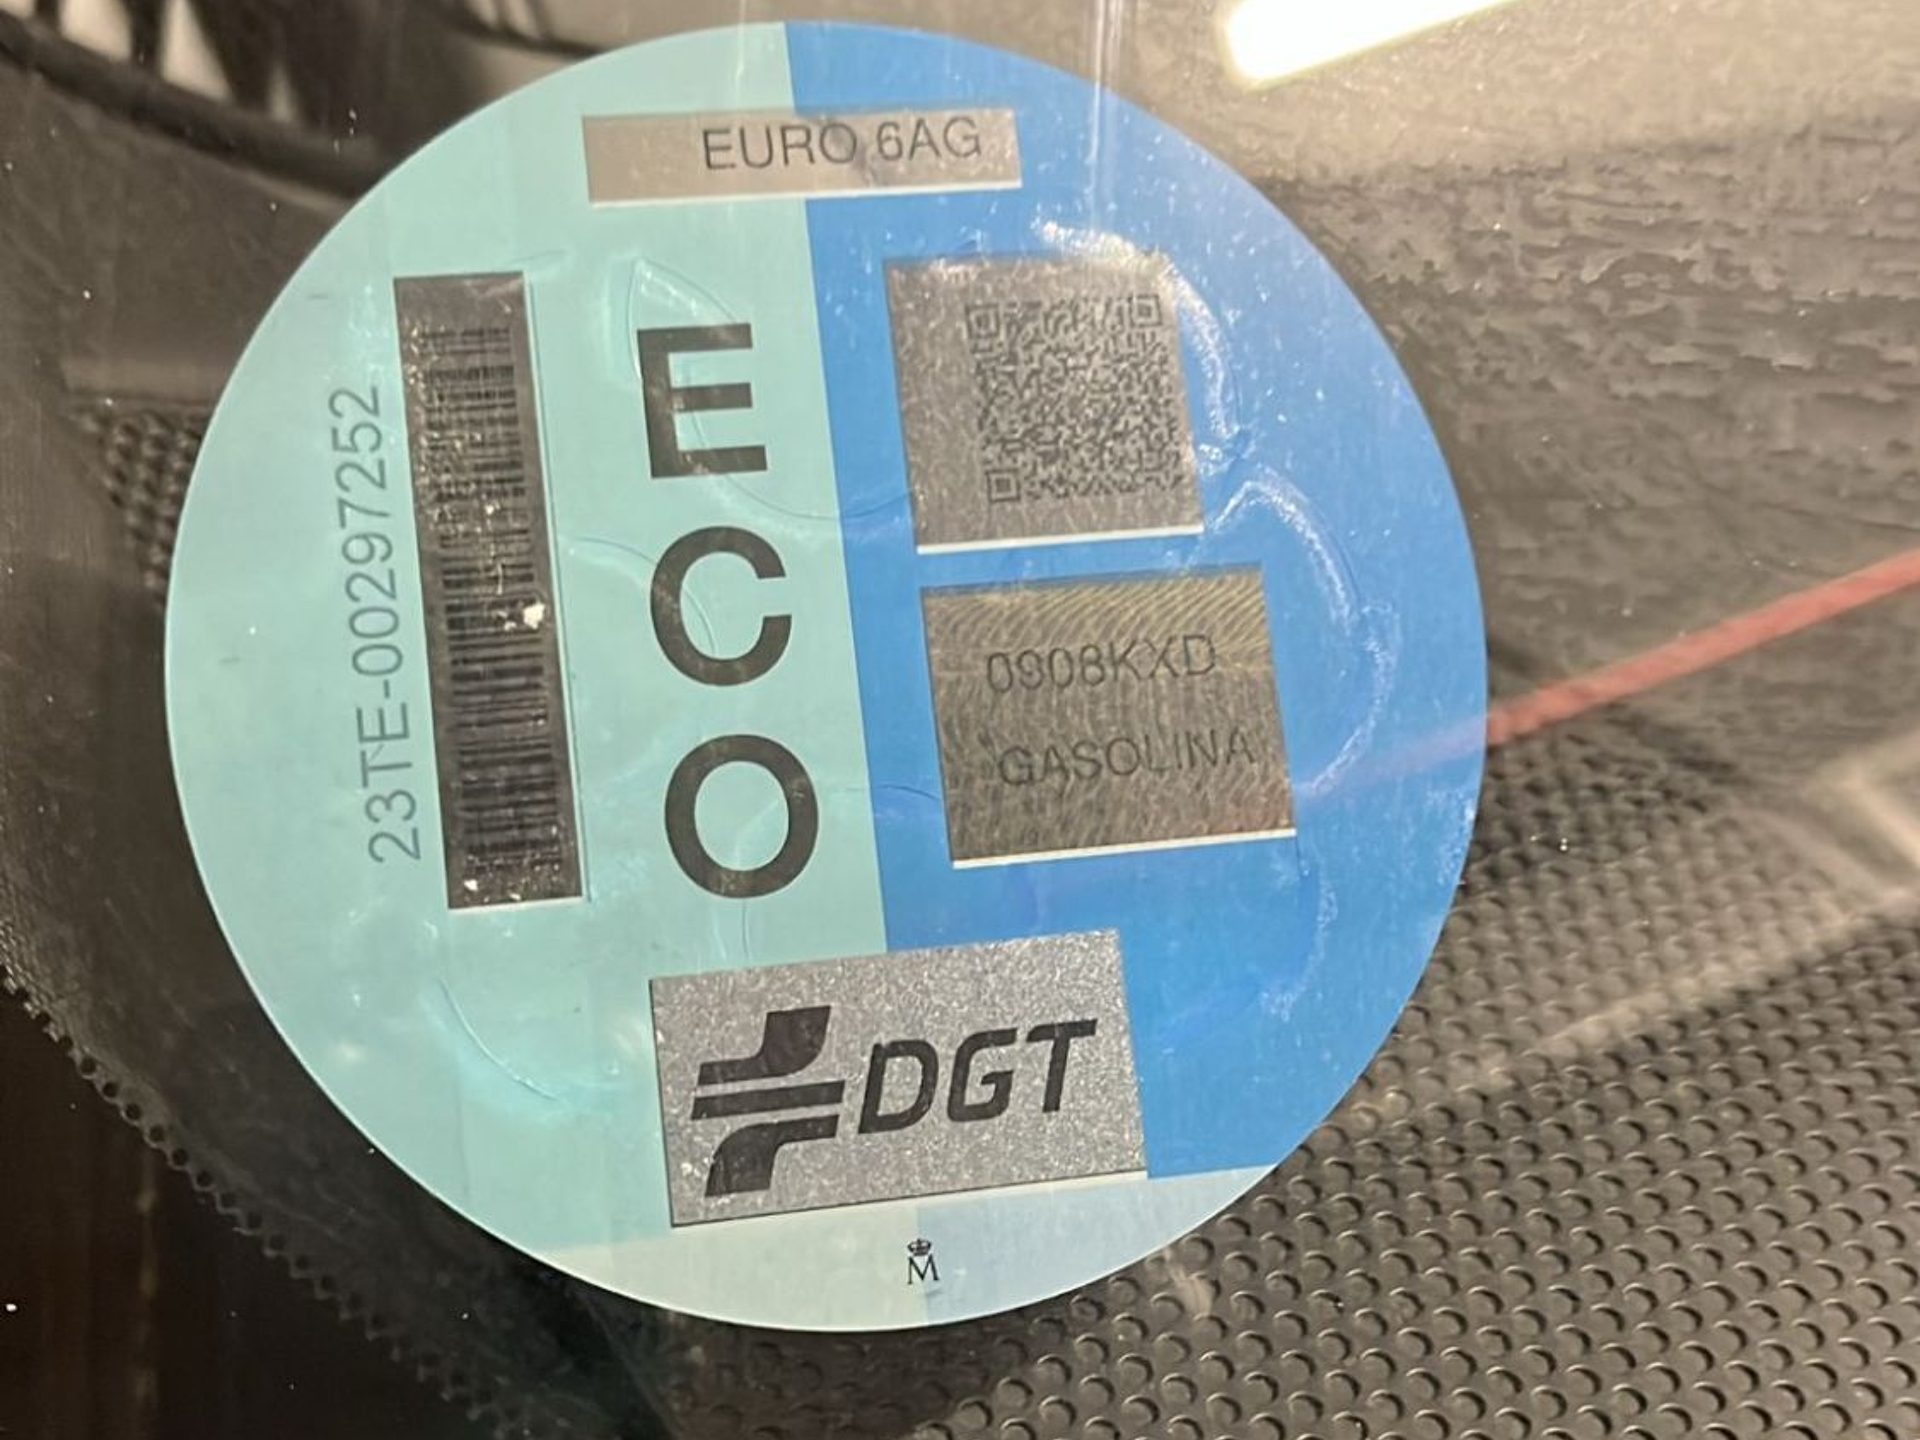 EURO 6AG
23TE-00297252
ECO
0908KXD
GASOLINA
DGT
M